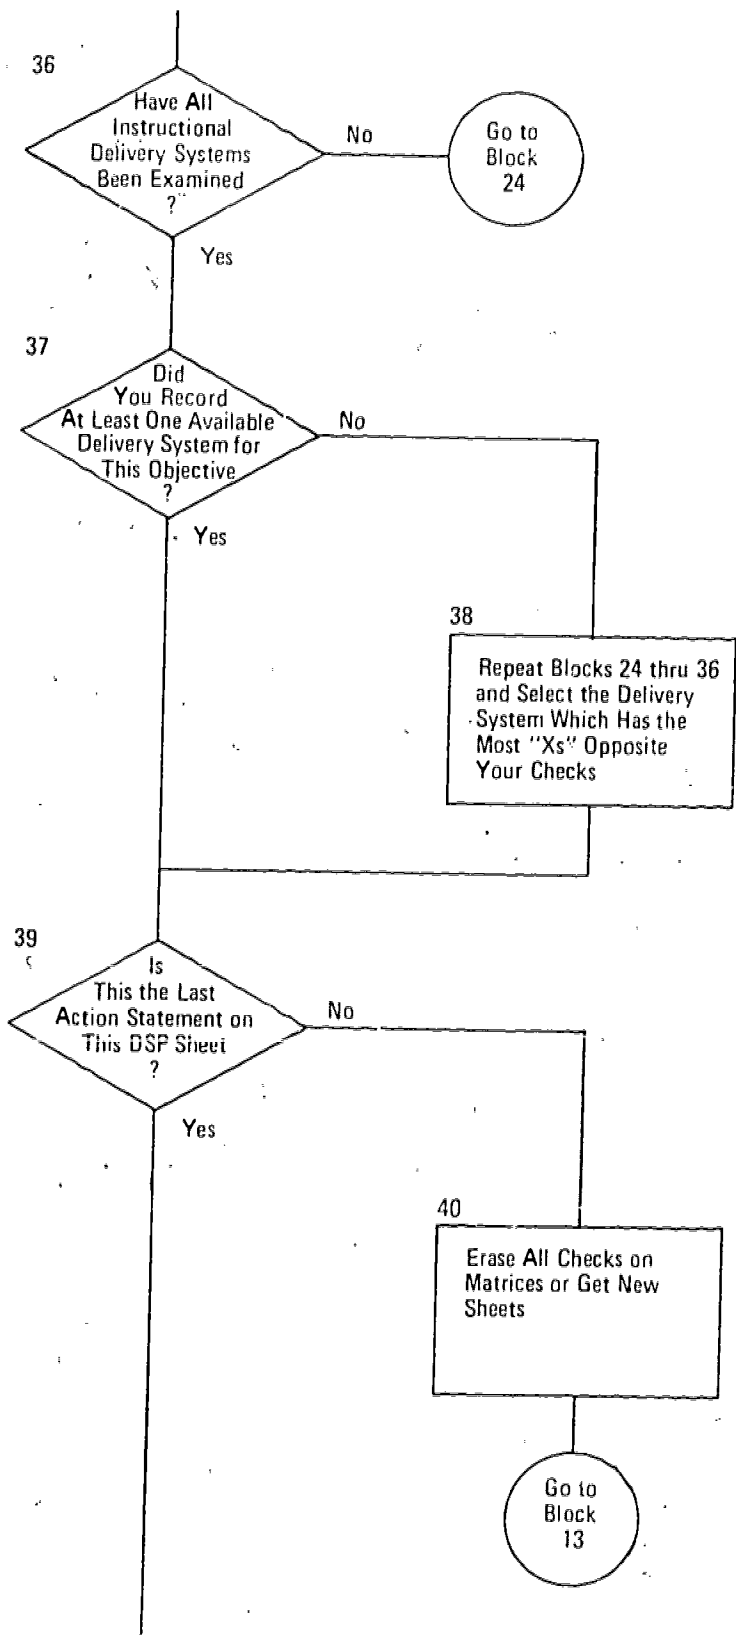 36
Have All
Instructional
Delivery Systems
Been Examined
?
No
Go to
Block
24
Yes
37
Did
You Record
At Least One Available
Delivery System for
This Objective
?
No
Yes
38
Repeat Blocks 24 thru 36
and Select the Delivery
System Which Has the
Most "Xs" Opposite
Your Checks
39
Is
This the Last
Action Statement on
This DSP Sheet
?
No
Yes
40
Erase All Checks on
Matrices or Get New
Sheets
Go to
Block
13